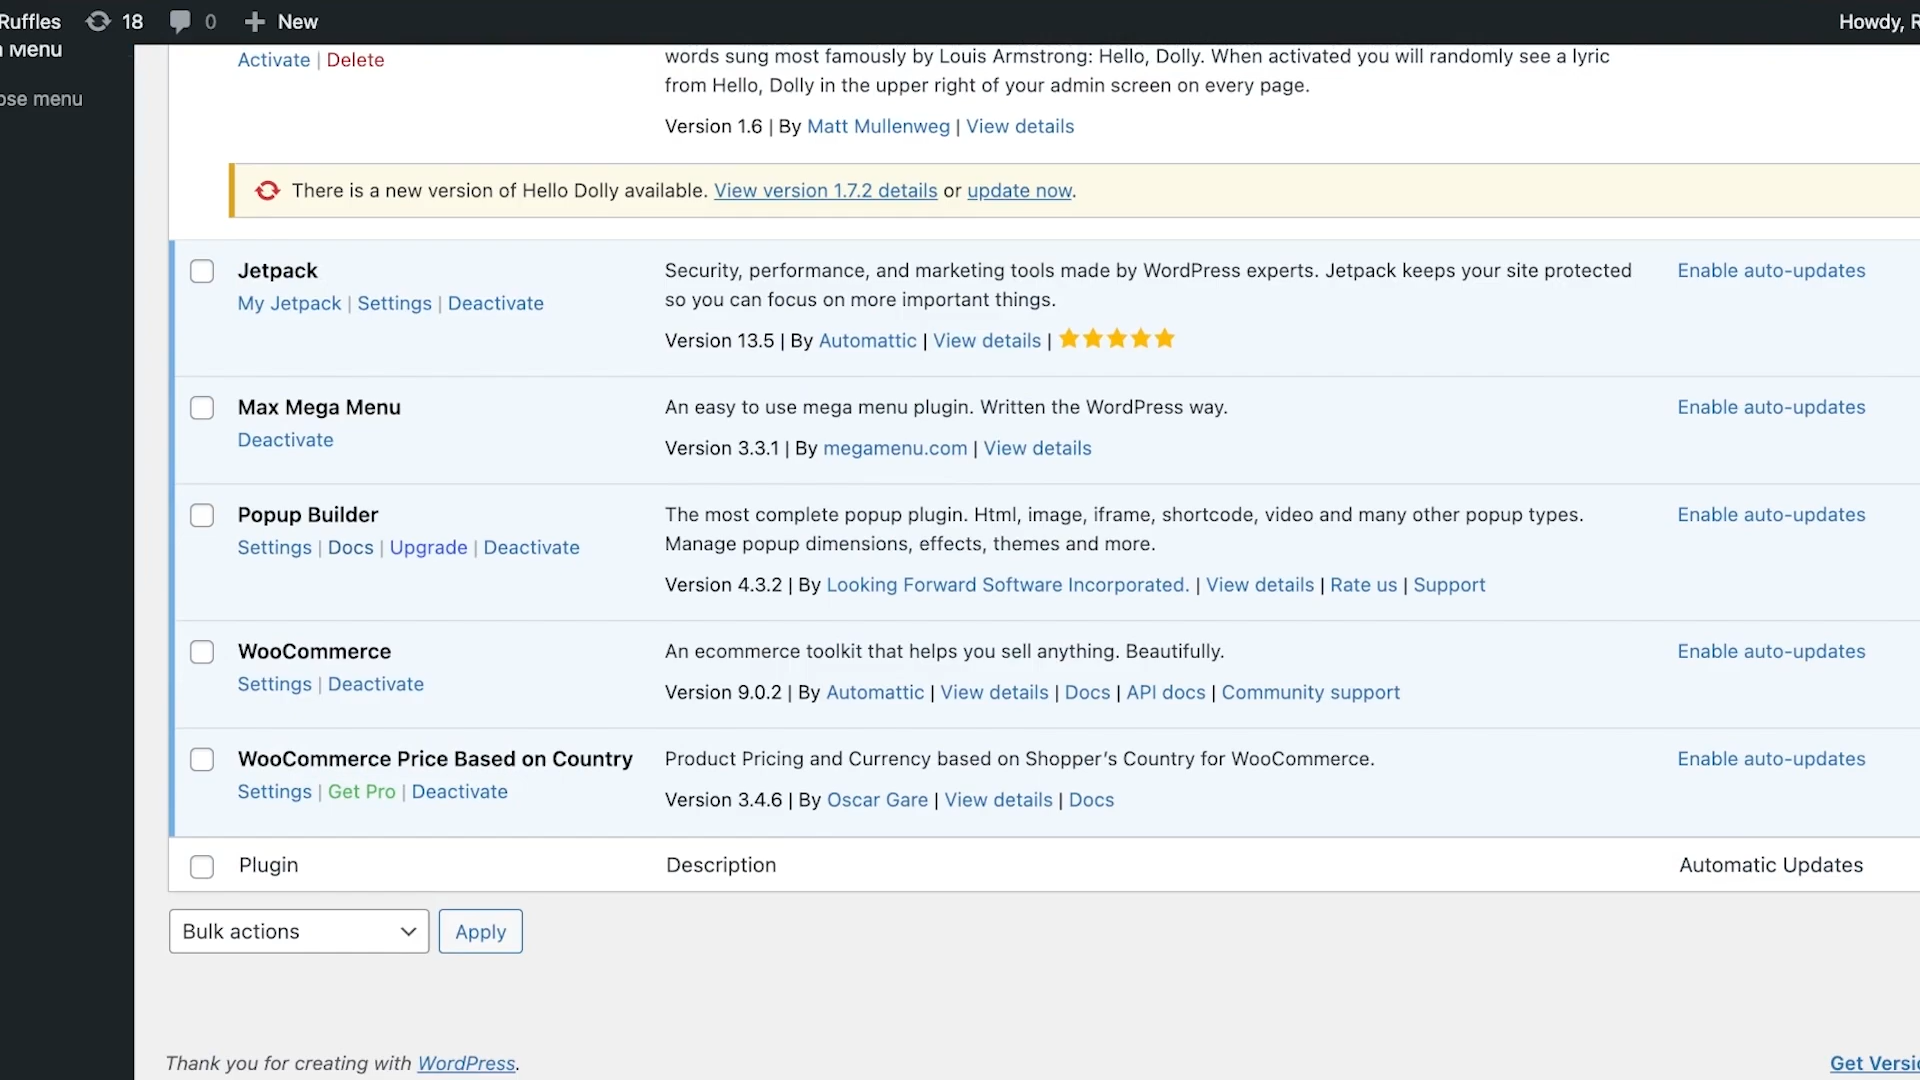 Ruffles 18 0 New Howdy,
Menu
menu
Activate | Delete
words sung most famously by Louis Armstrong: Hello, Dolly. When activated you will randomly see a lyric
from Hello, Dolly in the upper right of your admin screen on every page.
Version 1.6 | By Matt Mullenweg | View details
There is a new version of Hello Dolly available. View version 1.7.2 details or update now.
Jetpack
My Jetpack | Settings | Deactivate
Security, performance, and marketing tools made by WordPress experts. Jetpack keeps your site protected
so you can focus on more important things.
Version 13.5 | By Automattic | View details |
Enable auto-updates
Max Mega Menu
Deactivate
An easy to use mega menu plugin. Written the WordPress way.
Version 3.3.1 | By megamenu.com | View details
Enable auto-updates
Popup Builder
Settings | Docs | Upgrade | Deactivate
The most complete popup plugin. Html, image, iframe, shortcode, video and many other popup types.
Manage popup dimensions, effects, themes and more.
Version 4.3.2 | By Looking Forward Software Incorporated. | View details | Rate us | Support
Enable auto-updates
WooCommerce
Settings | Deactivate
An ecommerce toolkit that helps you sell anything. Beautifully.
Version 9.0.2 | By Automattic | View details | Docs | API docs | Community support
Enable auto-updates
WooCommerce Price Based on Country
Settings | Get Pro | Deactivate
Product Pricing and Currency based on Shopper's Country for WooCommerce.
Version 3.4.6 | By Oscar Gare | View details | Docs
Enable auto-updates
Plugin Description Automatic Updates
Bulk actions Apply
Thank you for creating with WordPress.
Get